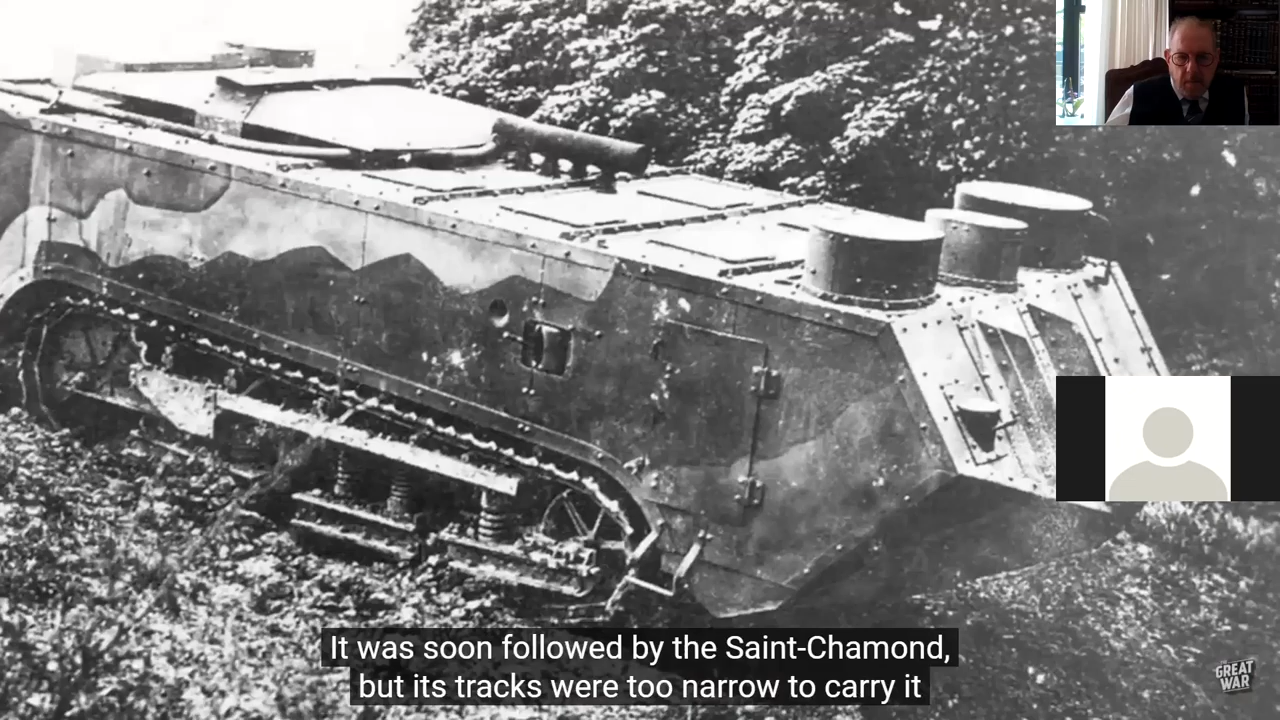 It was soon followed by the Saint-Chamond,
but its tracks were too narrow to carry it
GREAT
WAR